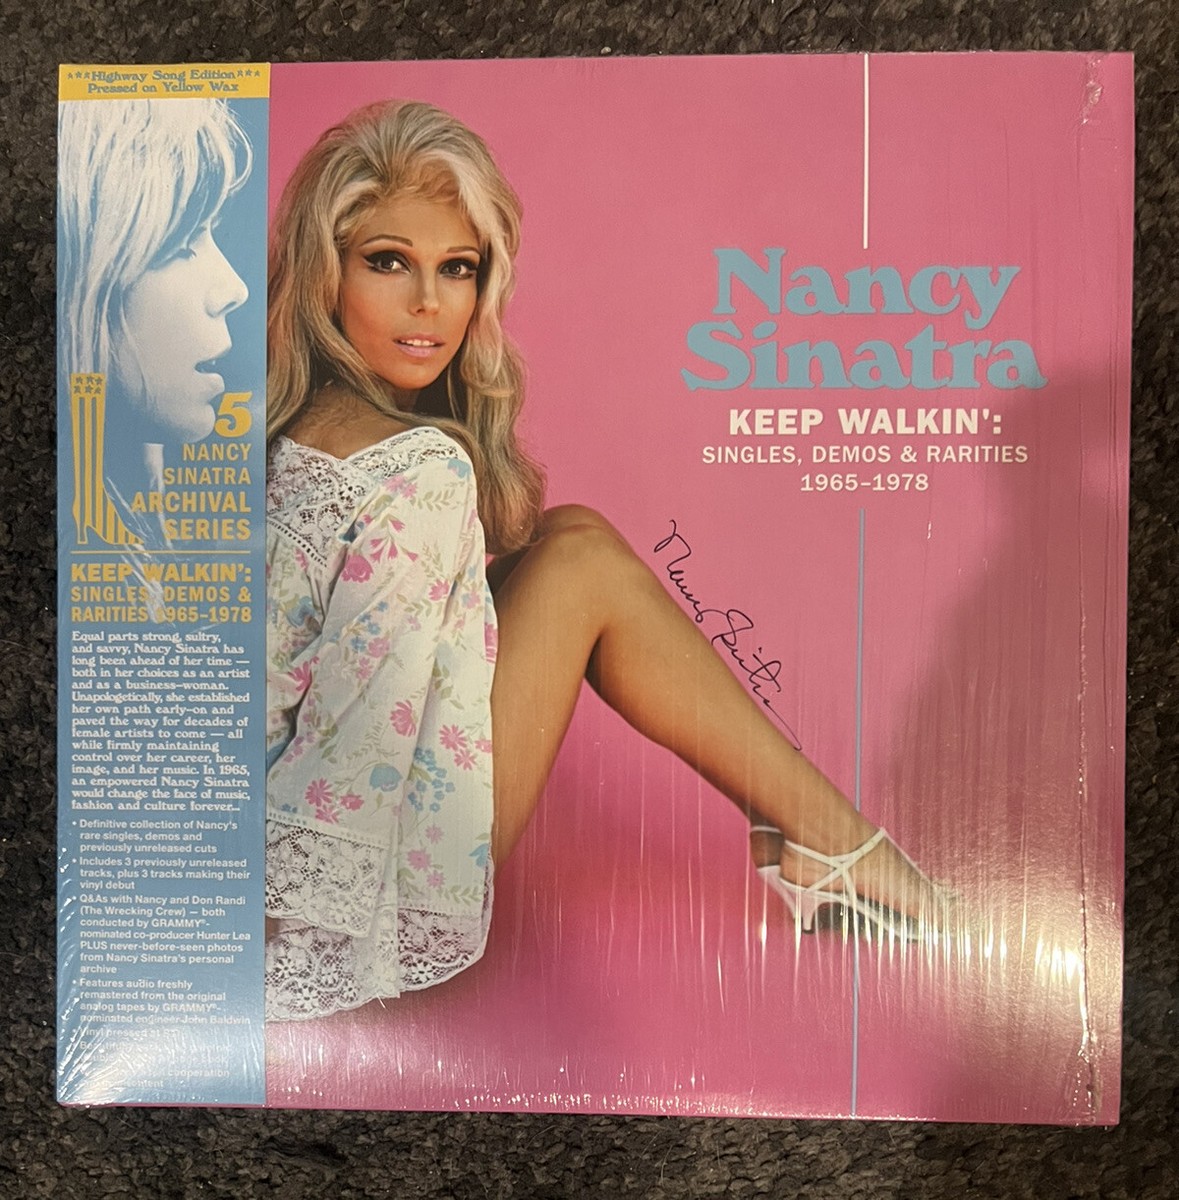 ***Highway Song Edition***
Pressed on Yellow Wax
5
NANCY
SINATRA
ARCHIVAL
SERIES
KEEP WALKIN':
SINGLES, DEMOS &
RARITIES 1965–1978
Equal parts strong, sultry,
and savvy, Nancy Sinatra has
long been ahead of her time —
both in her choices as an artist
and as a business-woman.
Unapologetically, she established
her own path early-on and
paved the way for decades of
female artists to come — all
while firmly maintaining
control over her career, her
image, and her music. In 1965,
an empowered Nancy Sinatra
would change the face of music,
fashion and culture forever...
• Definitive collection of Nancy's
rare singles, demos and
previously unreleased cuts
• Includes 3 previously unreleased
tracks, plus 3 tracks making their
vinyl debut
• Q&As with Nancy and Don Randi
(The Wrecking Crew) — both
conducted by GRAMMY®-
nominated co-producer Hunter Lea
PLUS never-before-seen photos
from Nancy Sinatra's personal
archive
• Features audio freshly
remastered from the original
analog tapes by GRAMMY®-
nominated engineer John Baldwin
• Vinyl pressed at
cooperation
Nancy
Sinatra
KEEP WALKIN':
SINGLES, DEMOS & RARITIES
1965–1978
Nancy Sinatra